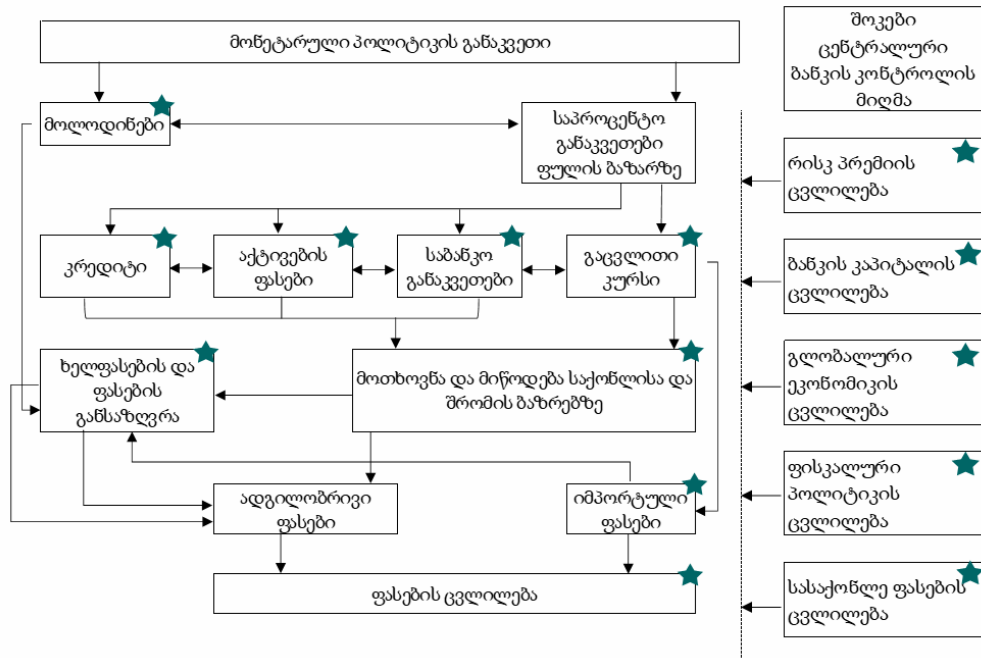 მონეტარული პოლიტიკის განაკვეთი
მოლოდინები
საპროცენტო
განაკვეთები
ფულის ბაზარზე
კრედიტი
აქტივების
ფასები
საბანკო
განაკვეთები
გაცვლითი
კურსი
ხელფასების და
ფასების
განსაზღვრა
მოთხოვნა და მიწოდება საქონლისა და
შრომის ბაზრებზე
ადგილობრივი
ფასები
იმპორტული
ფასები
ფასების ცვლილება
შოკები
ცენტრალური
ბანკის კონტროლის
მიღმა
რისკ პრემიის
ცვლილება
ბანკის კაპიტალის
ცვლილება
გლობალური
ეკონომიკის
ცვლილება
ფისკალური
პოლიტიკის
ცვლილება
სასაქონლე ფასების
ცვლილება